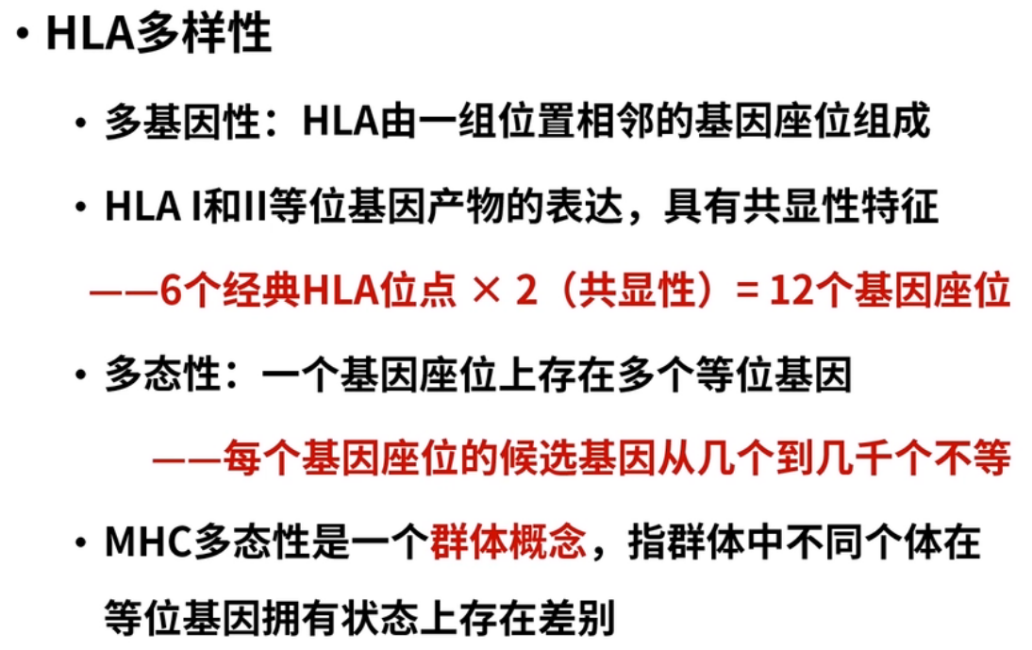 • HLA多样性
• 多基因性：HLA由一组位置相邻的基因座位组成
• HLA I和II等位基因产物的表达，具有共显性特征
——6个经典HLA位点 × 2（共显性）= 12个基因座位
• 多态性：一个基因座位上存在多个等位基因
——每个基因座位的候选基因从几个到几千个不等
• MHC多态性是一个群体概念，指群体中不同个体在
等位基因拥有状态上存在差别